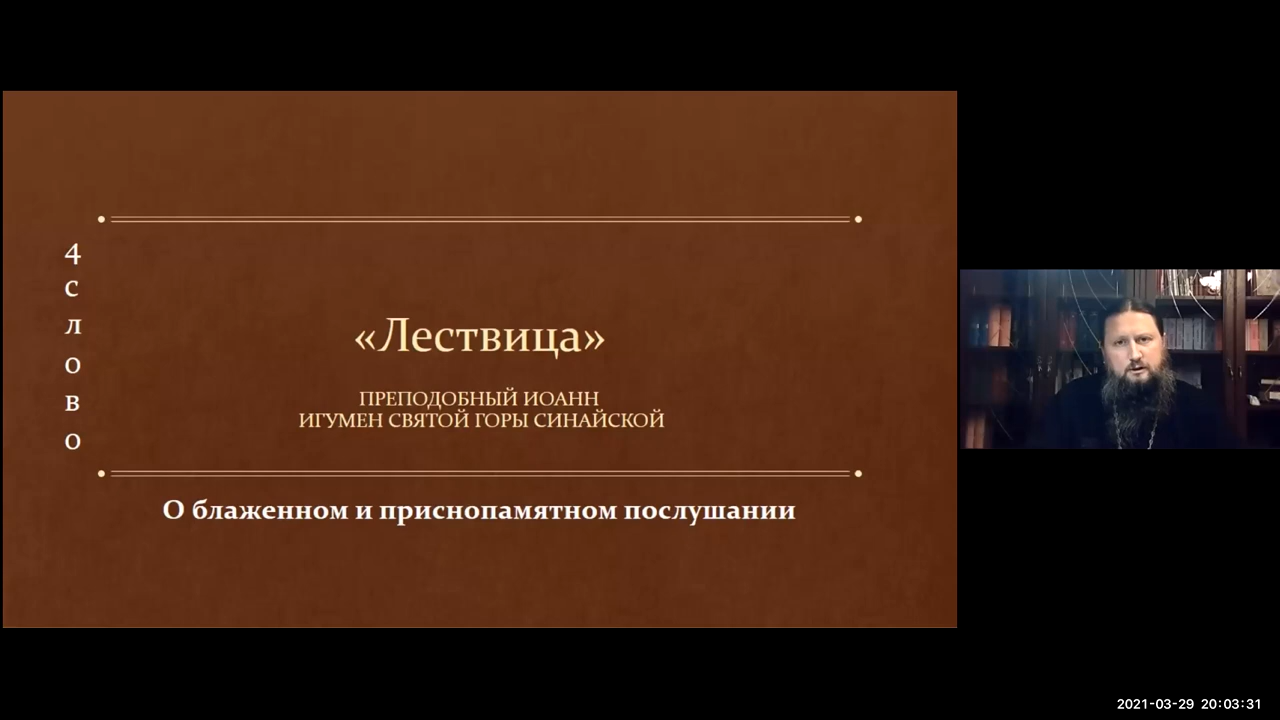 4
с
л
о
в
о
«Лествица»
ПРЕПОДОБНЫЙ ИОАНН
ИГУМЕН СВЯТОЙ ГОРЫ СИНАЙСКОЙ
О блаженном и приснопамятном послушании
2021-03-29 20:03:31